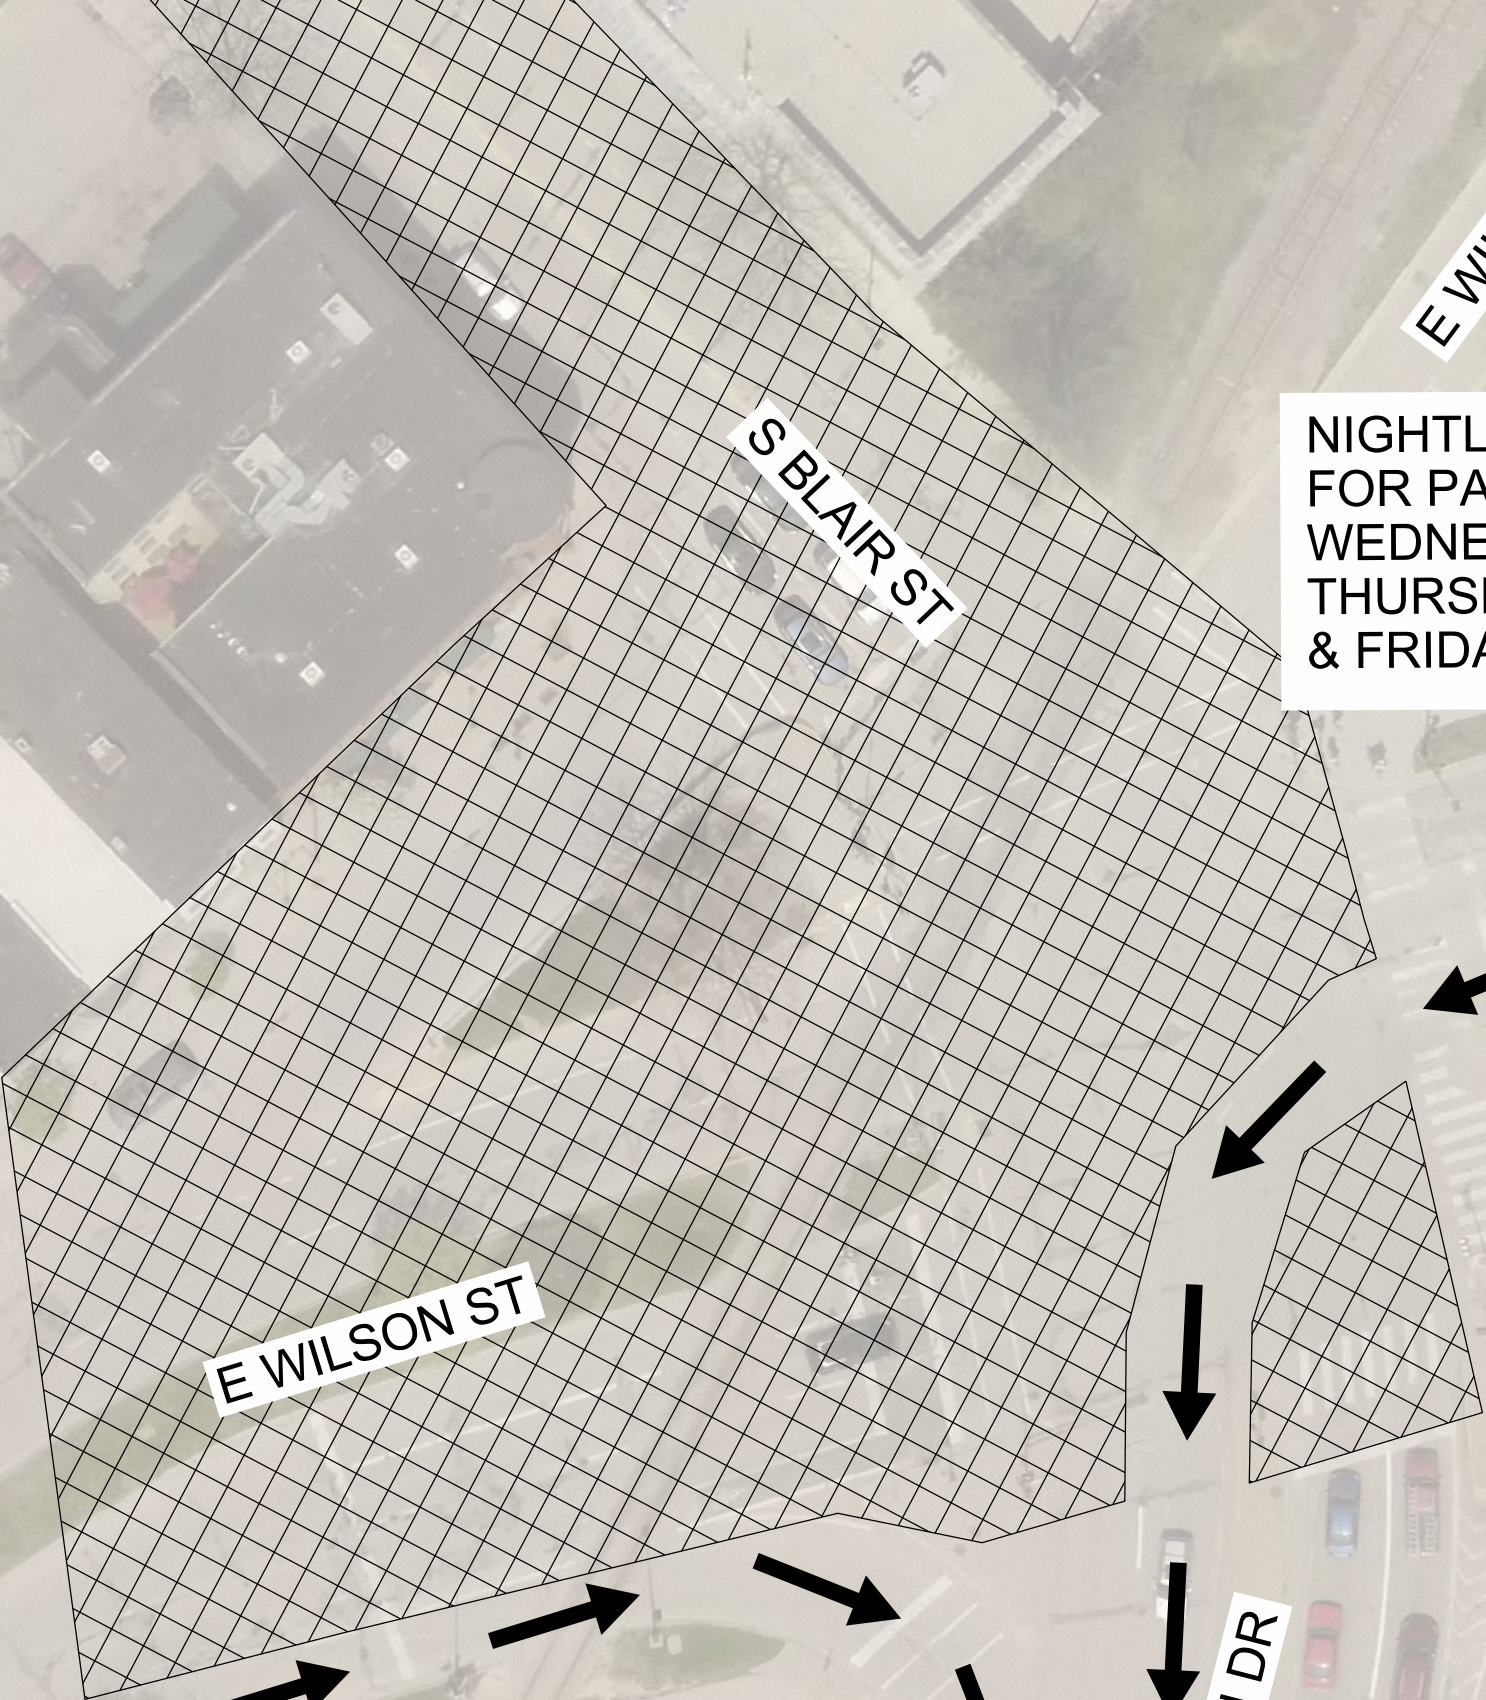 E
NIGHTL
FOR PA
WEDNE
THURS
& FRIDA
S BLAIR ST
E WILSON ST
DR